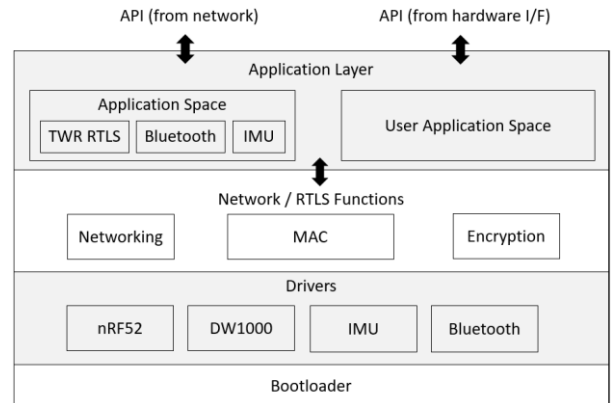 API (from network) API (from hardware I/F)
Application Layer
Application Space
TWR RTLS Bluetooth IMU
User Application Space
Network / RTLS Functions
Networking MAC Encryption
Drivers
nRF52 DW1000 IMU Bluetooth
Bootloader